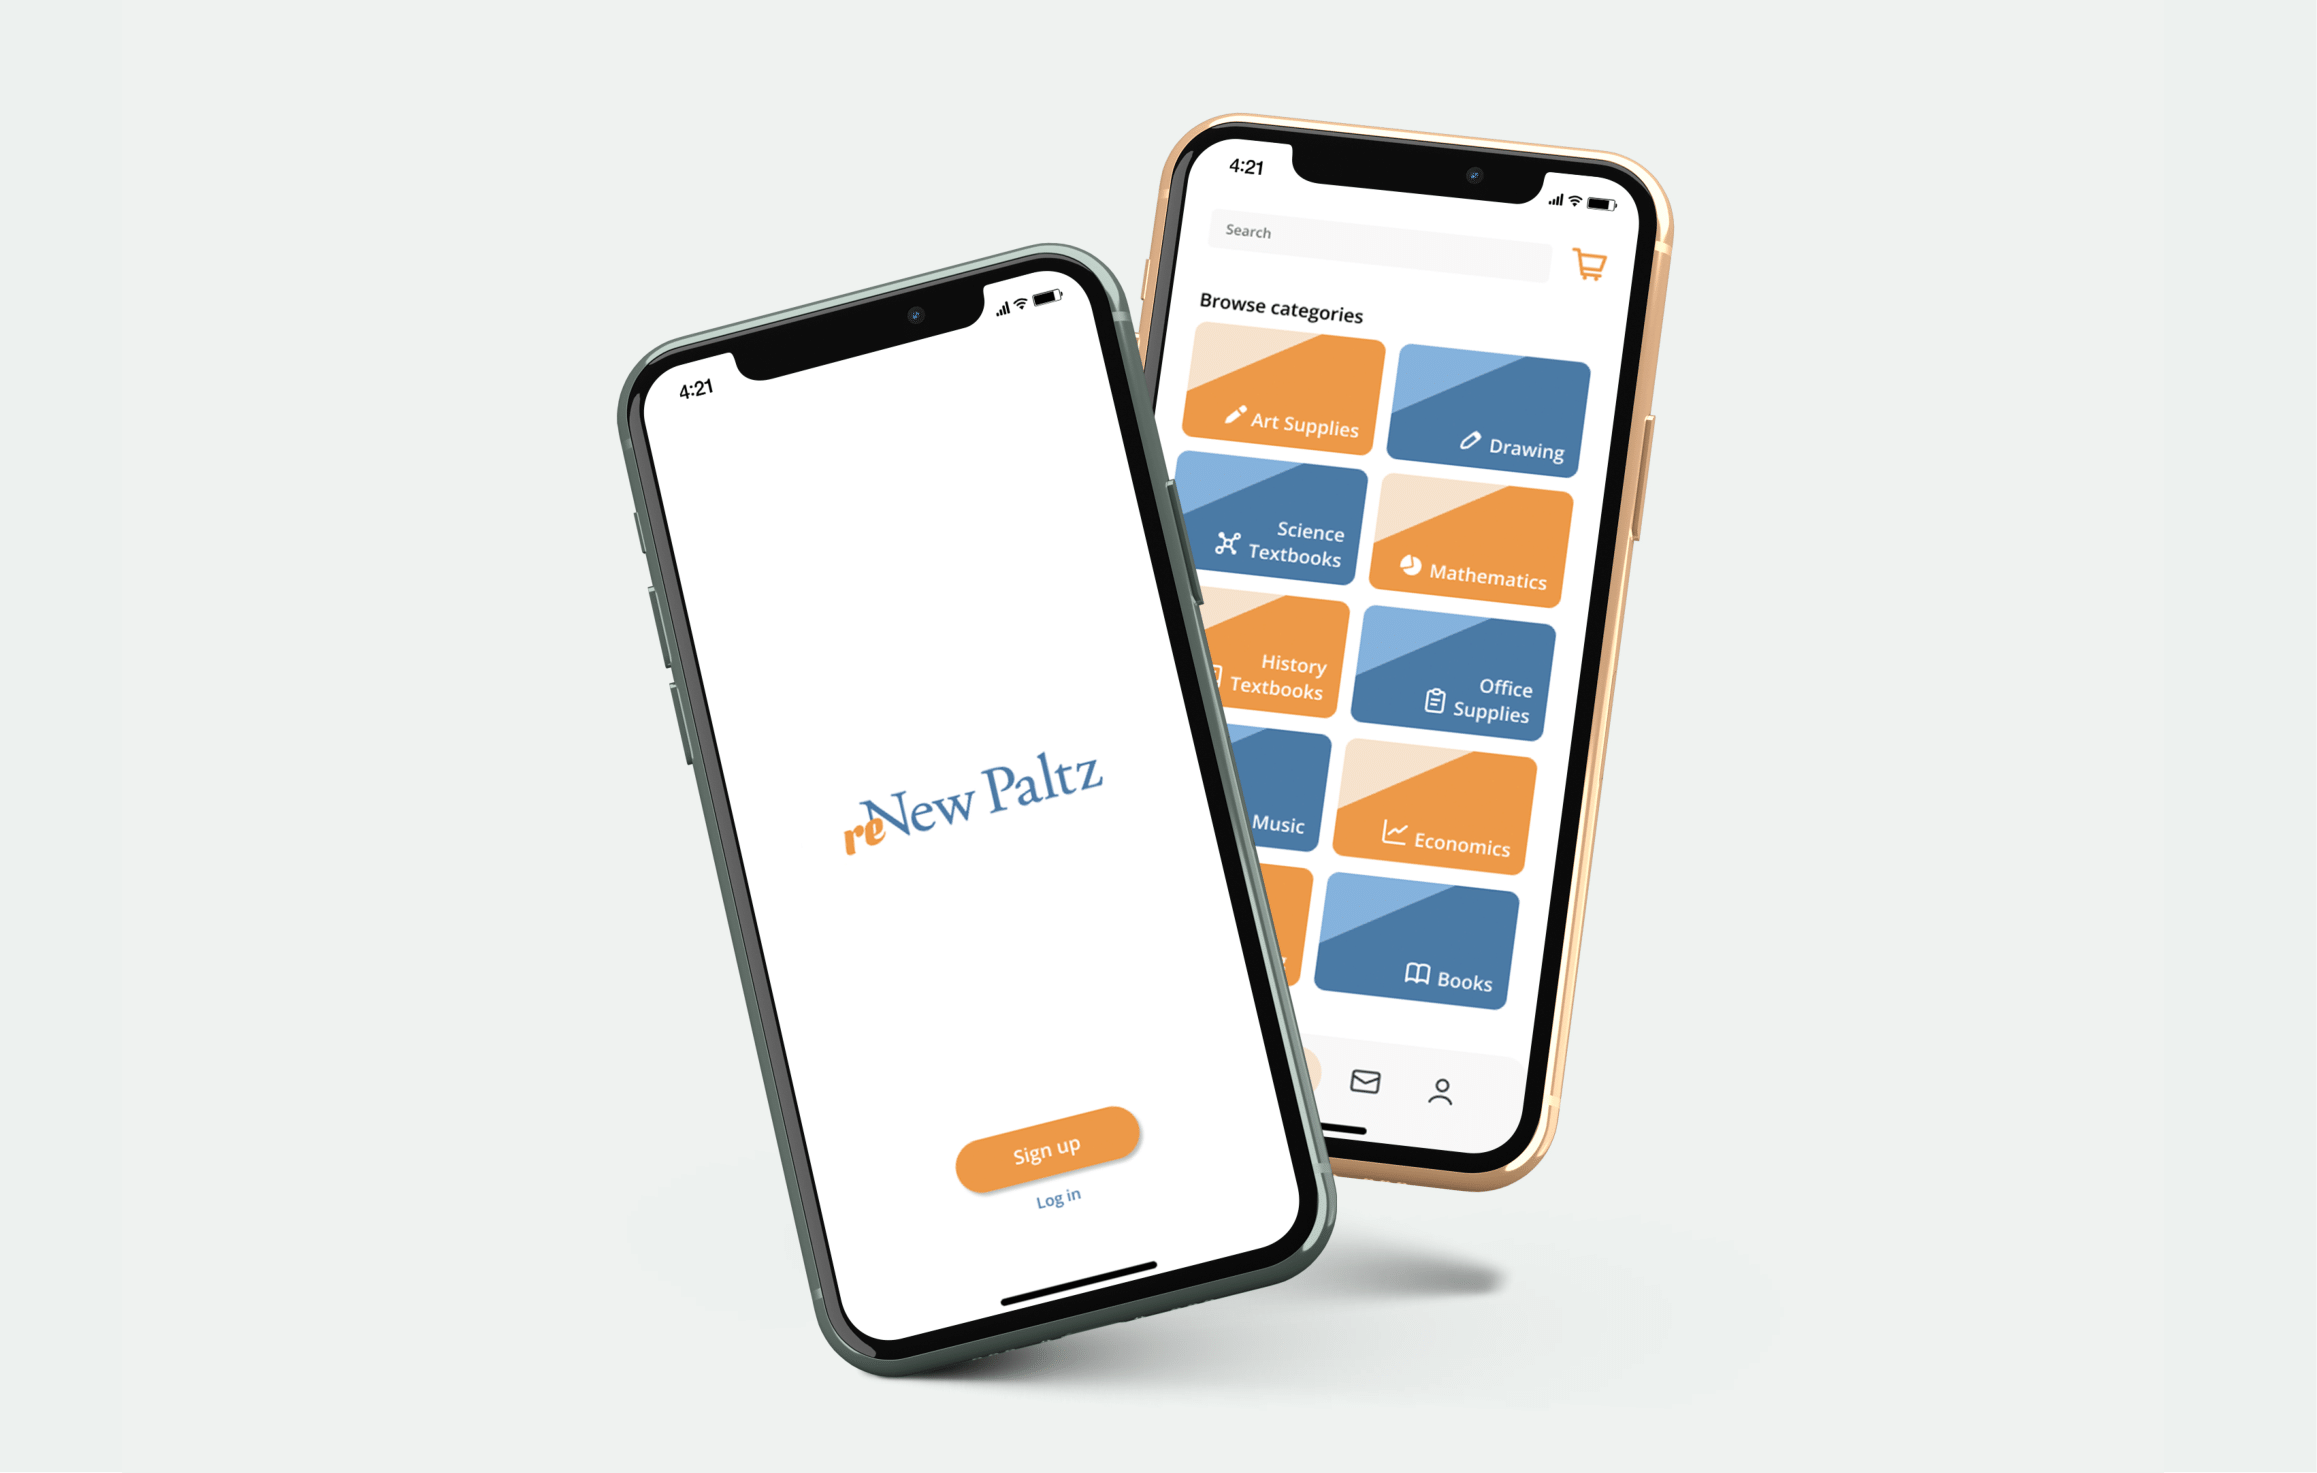 4:21
reNew Paltz
Sign up
Log in
4:21
Search
Browse categories
Art Supplies
Drawing
Science
Textbooks
Mathematics
History
Textbooks
Office
Supplies
Music
Economics
Books